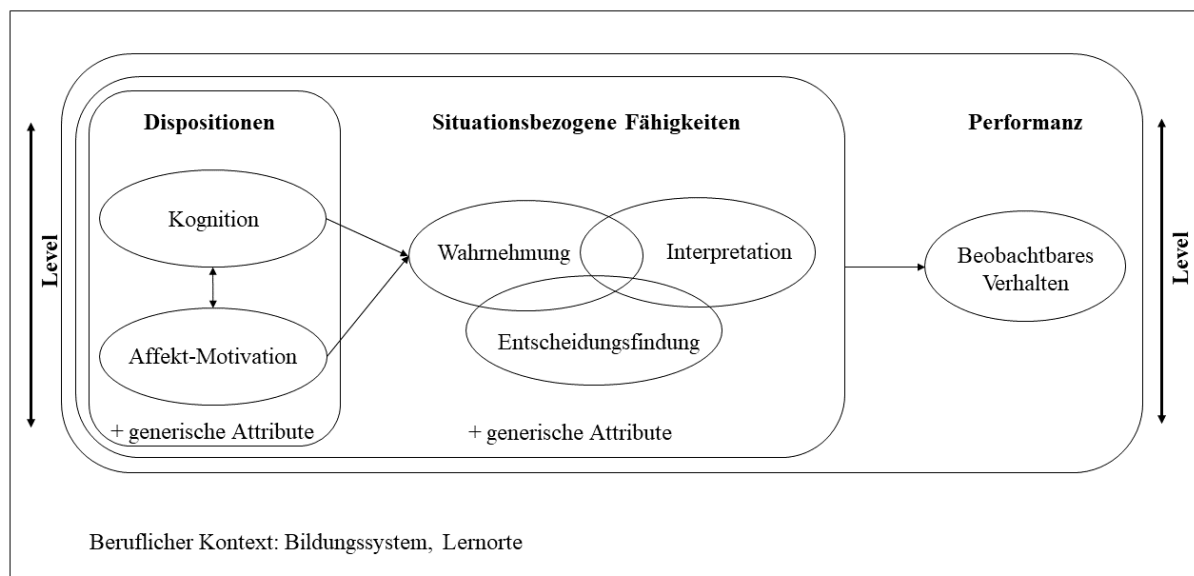 Dispositionen
Situationsbezogene Fähigkeiten
Performanz
Level
Kognition
Affekt-Motivation
+ generische Attribute
Wahrnehmung
Interpretation
Entscheidungsfindung
+ generische Attribute
Beobachtbares
Verhalten
Level
Beruflicher Kontext: Bildungssystem, Lernorte